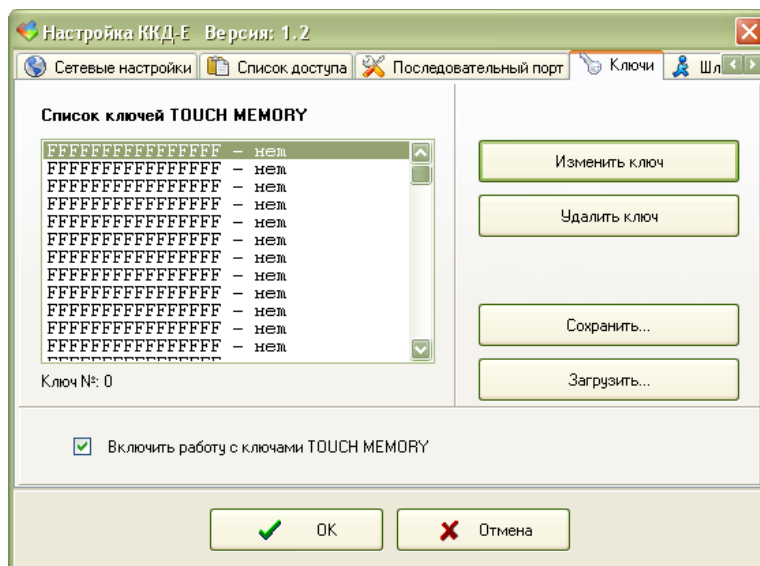 Настройка ККД-Е Версия: 1.2
Сетевые настройки Список доступа Последовательный порт Ключи Шл
Список ключей TOUCH MEMORY
FFFFFFFFFFFFFFFF - нет
FFFFFFFFFFFFFFFF - нет
FFFFFFFFFFFFFFFF - нет
FFFFFFFFFFFFFFFF - нет
FFFFFFFFFFFFFFFF - нет
FFFFFFFFFFFFFFFF - нет
FFFFFFFFFFFFFFFF - нет
FFFFFFFFFFFFFFFF - нет
FFFFFFFFFFFFFFFF - нет
FFFFFFFFFFFFFFFF - нет
FFFFFFFFFFFFFFFF - нет
FFFFFFFFFFFFFFFF - нет
Ключ №: 0
Изменить ключ
Удалить ключ
Сохранить...
Загрузить...
Включить работу с ключами TOUCH MEMORY
OK
Отмена